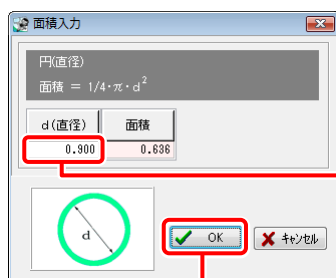 面積入力
円(直径)
面積 = 1/4・π・d²
d(直径) 面積
0.900 0.636
d
OK キャンセル